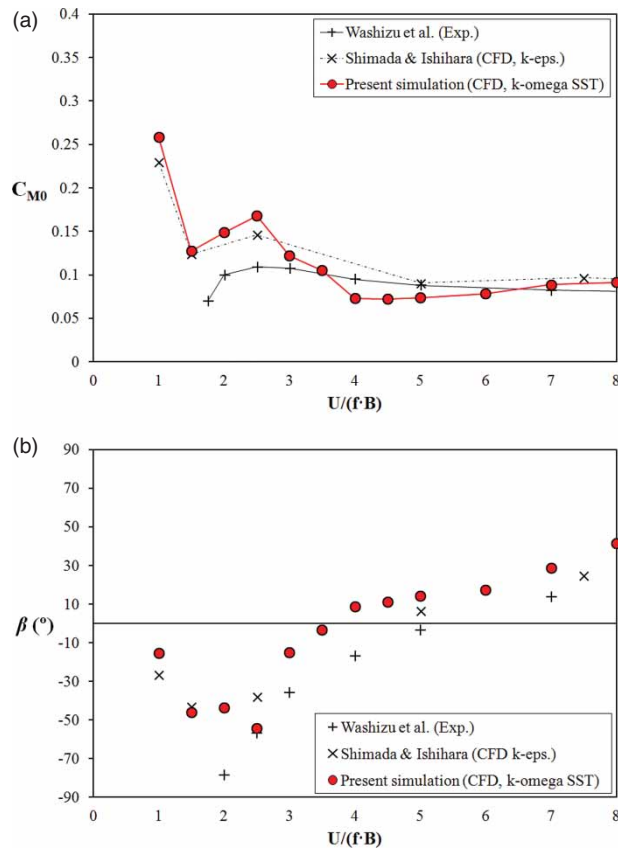 (a)
0.4
0.35
0.3
0.25
0.2
0.15
0.1
0.05
0
C_M0
Washizu et al. (Exp.)
Shimada & Ishihara (CFD, k-eps.)
Present simulation (CFD, k-omega SST)
0 1 2 3 4 5 6 7 8
U/(f·B)
(b)
90
70
50
30
10
-10
-30
-50
-70
-90
β (°)
Washizu et al. (Exp.)
Shimada & Ishihara (CFD k-eps.)
Present simulation (CFD, k-omega SST)
0 1 2 3 4 5 6 7 8
U/(f·B)